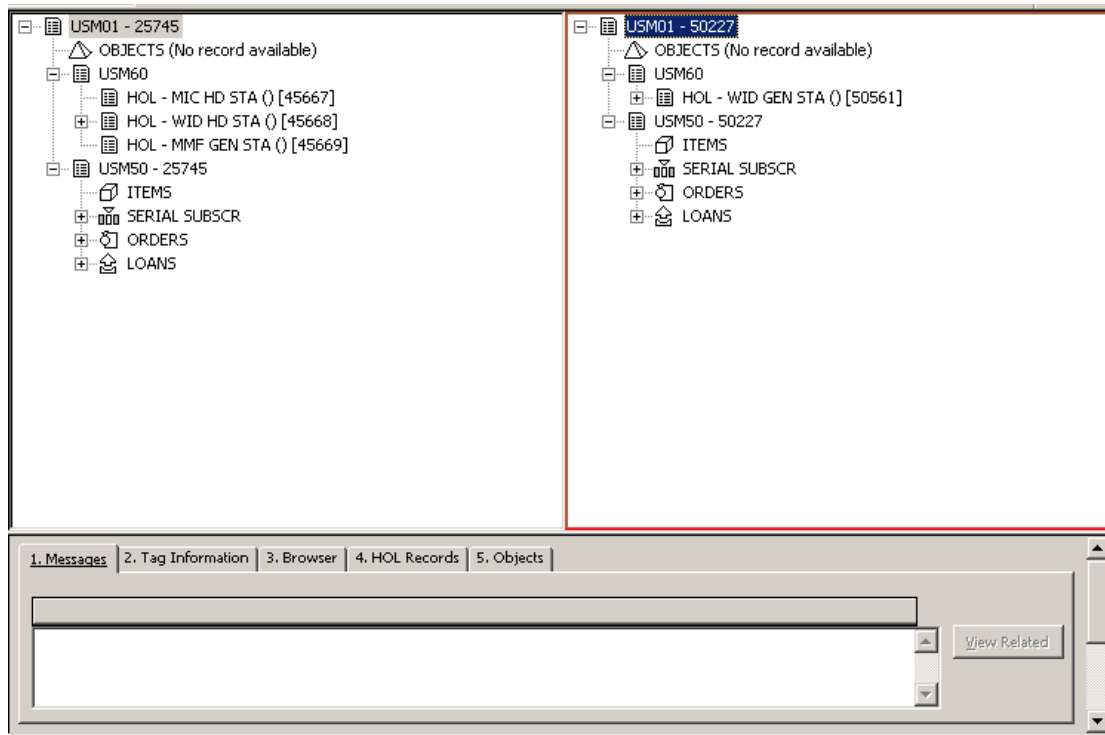 USM01 - 25745
OBJECTS (No record available)
USM60
HOL - MIC HD STA () [45667]
HOL - WID HD STA () [45668]
HOL - MMF GEN STA () [45669]
USM50 - 25745
ITEMS
SERIAL SUBSCR
ORDERS
LOANS
USM01 - 50227
OBJECTS (No record available)
USM60
HOL - WID GEN STA () [50561]
USM50 - 50227
ITEMS
SERIAL SUBSCR
ORDERS
LOANS
1. Messages 2. Tag Information 3. Browser 4. HOL Records 5. Objects
View Related